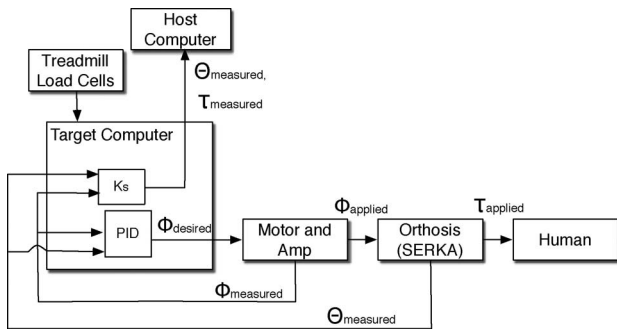 Host
Computer
Treadmill
Load Cells
Θmeasured,
τmeasured
Target Computer
Ks
PID
Φdesired
Motor and
Amp
Φapplied
Orthosis
(SERKA)
τapplied
Human
Φmeasured
Θmeasured